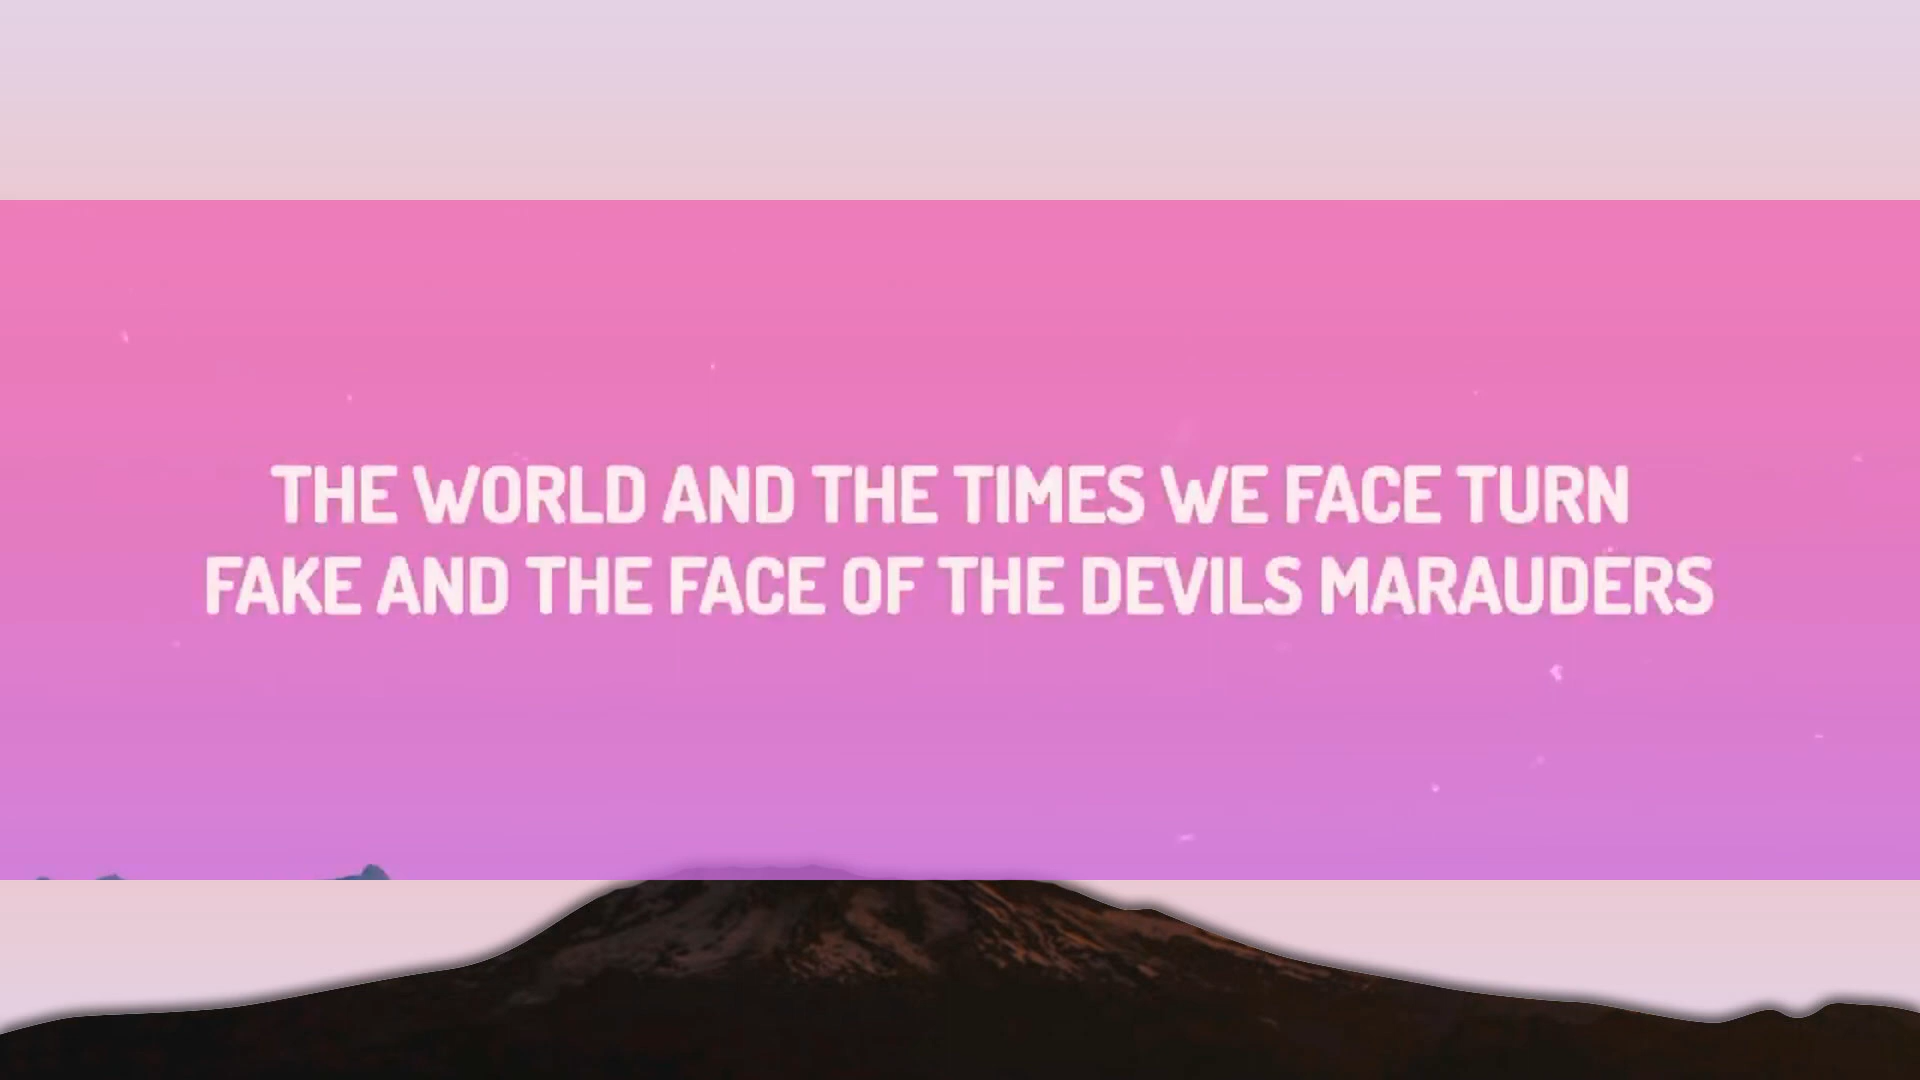 THE WORLD AND THE TIMES WE FACE TURN
FAKE AND THE FACE OF THE DEVILS MARAUDERS